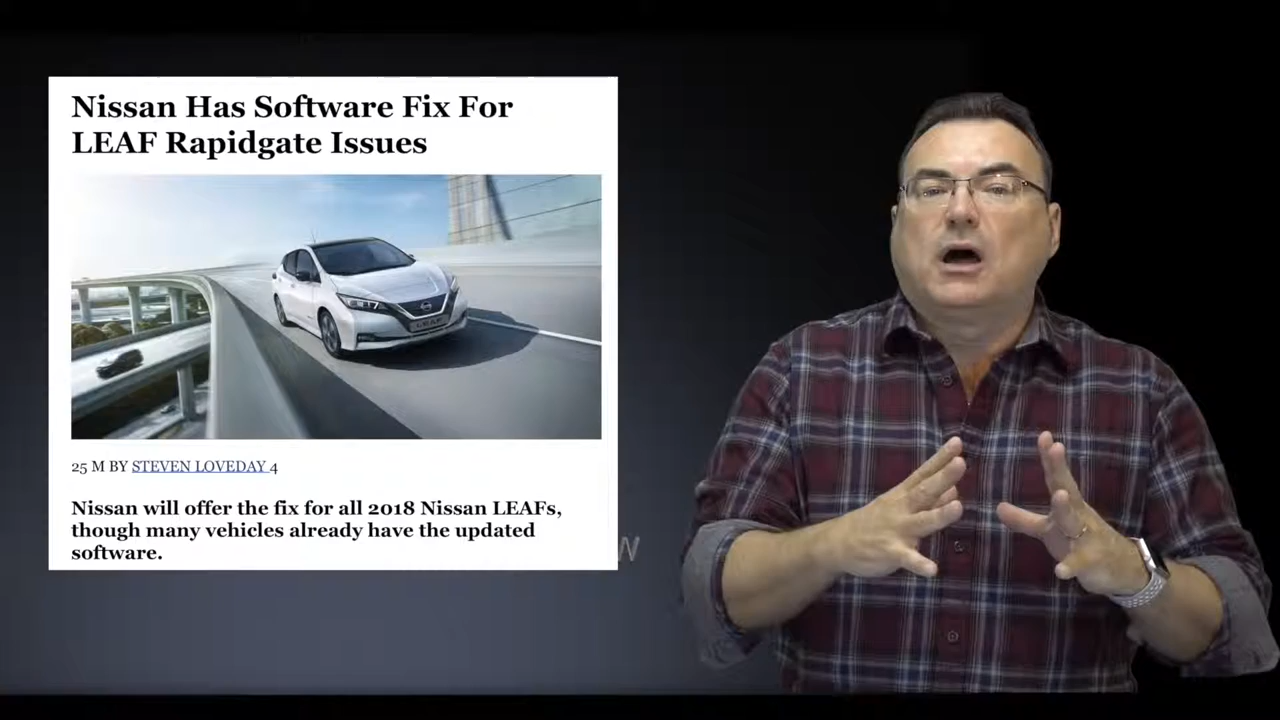 Nissan Has Software Fix For
LEAF Rapidgate Issues
LEAF
25 M BY STEVEN LOVEDAY 4
Nissan will offer the fix for all 2018 Nissan LEAFs,
though many vehicles already have the updated
software.